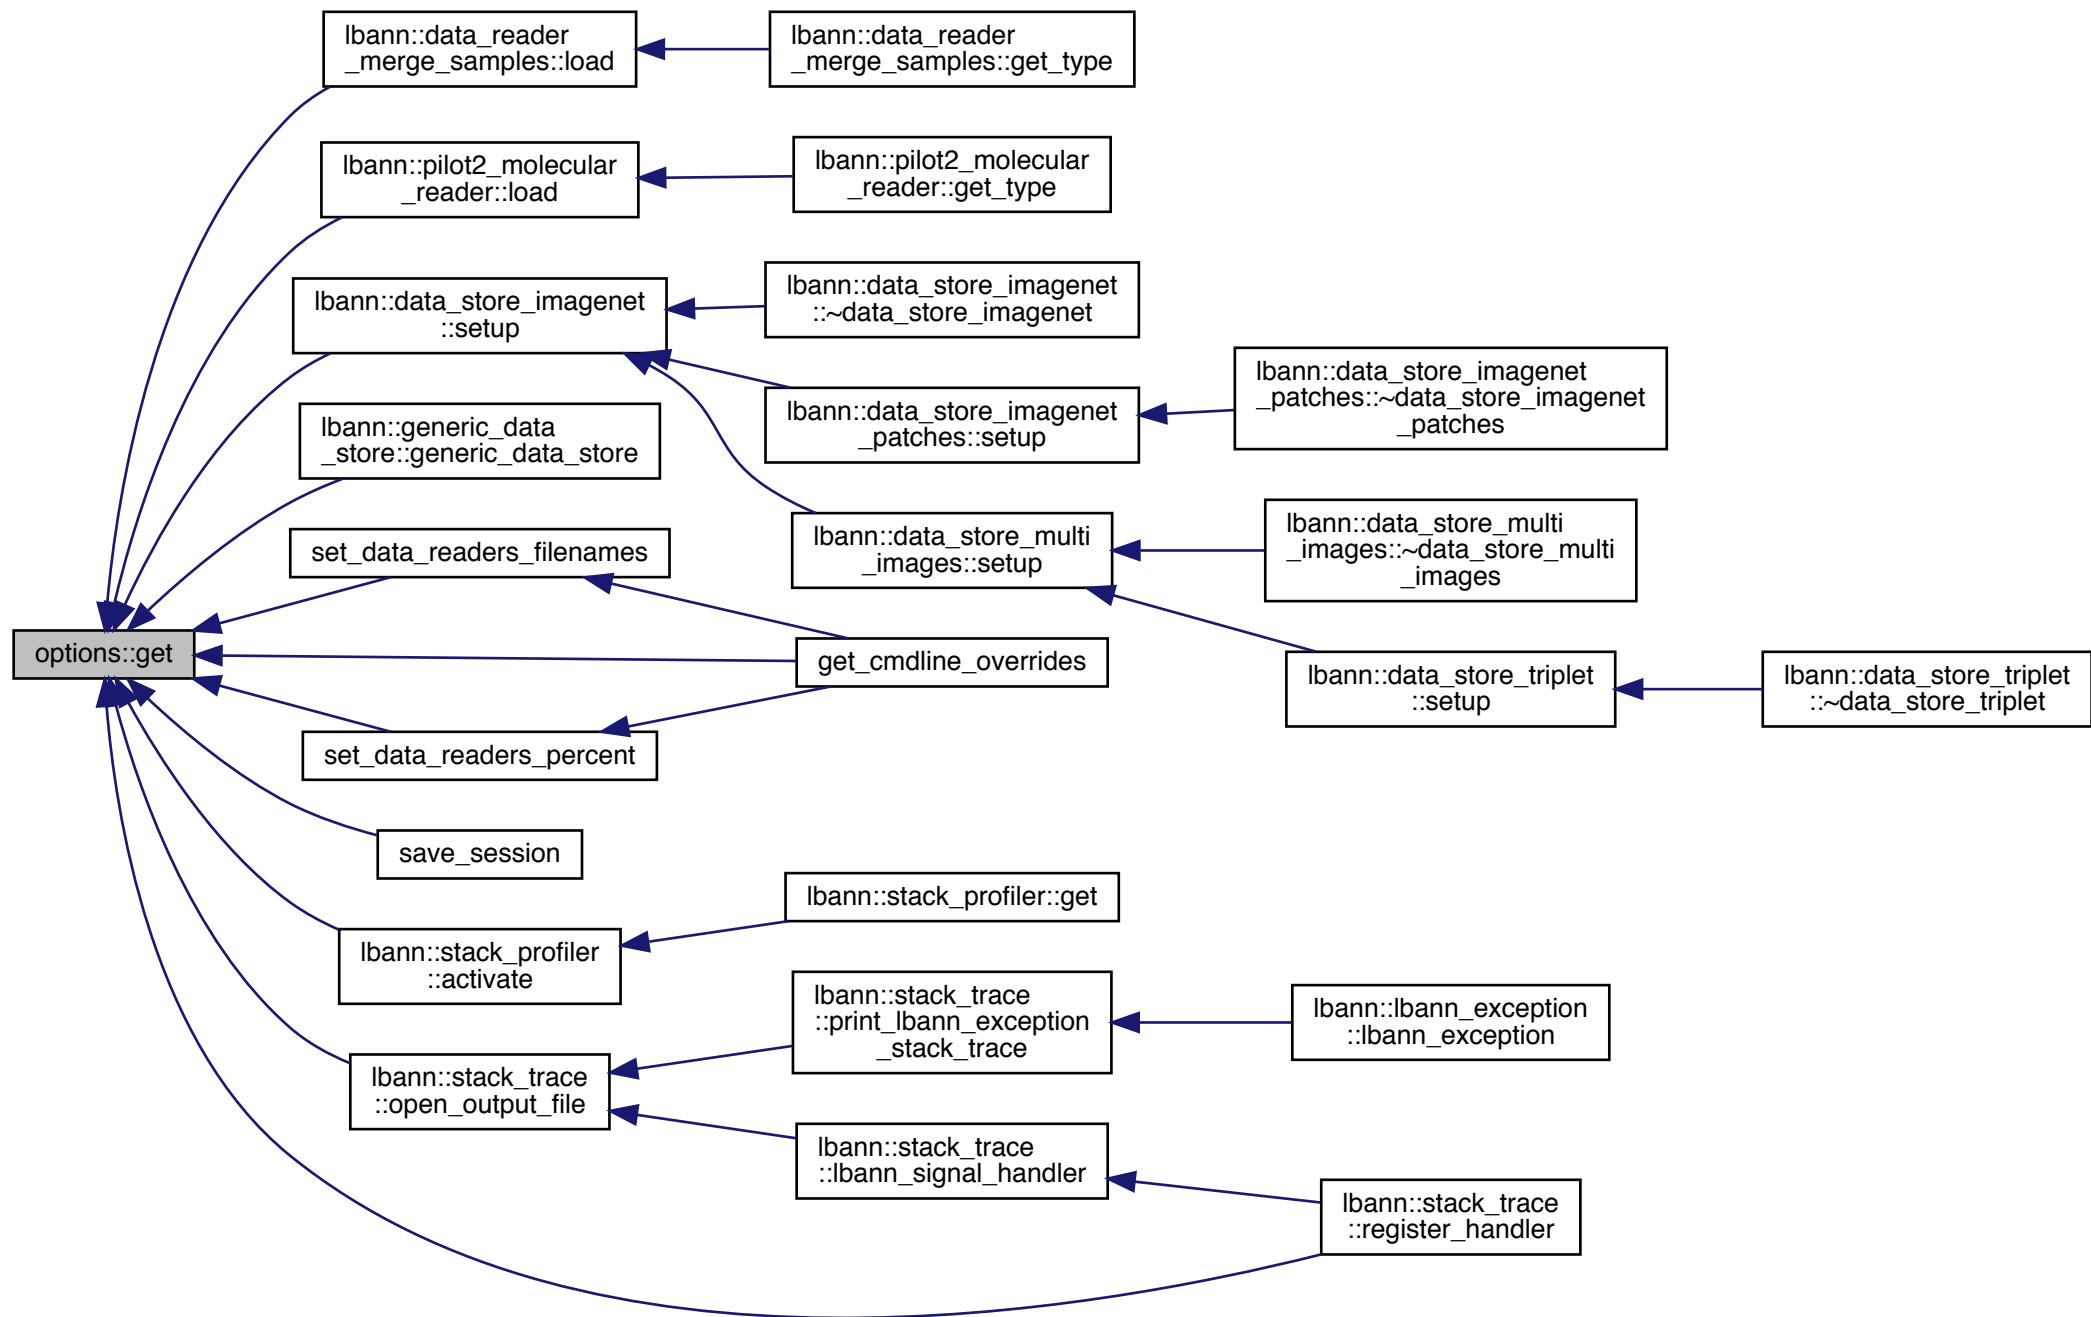 lbann::data_reader
_merge_samples::load
lbann::data_reader
_merge_samples::get_type
lbann::pilot2_molecular
_reader::load
lbann::pilot2_molecular
_reader::get_type
lbann::data_store_imagenet
::setup
lbann::data_store_imagenet
::~data_store_imagenet
lbann::data_store_imagenet
_patches::setup
lbann::data_store_imagenet
_patches::~data_store_imagenet
_patches
lbann::generic_data
_store::generic_data_store
lbann::data_store_multi
_images::setup
lbann::data_store_multi
_images::~data_store_multi
_images
set_data_readers_filenames
options::get
get_cmdline_overrides
lbann::data_store_triplet
::setup
lbann::data_store_triplet
::~data_store_triplet
set_data_readers_percent
save_session
lbann::stack_profiler::get
lbann::stack_profiler
::activate
lbann::stack_trace
::print_lbann_exception
_stack_trace
lbann::lbann_exception
::lbann_exception
lbann::stack_trace
::open_output_file
lbann::stack_trace
::lbann_signal_handler
lbann::stack_trace
::register_handler